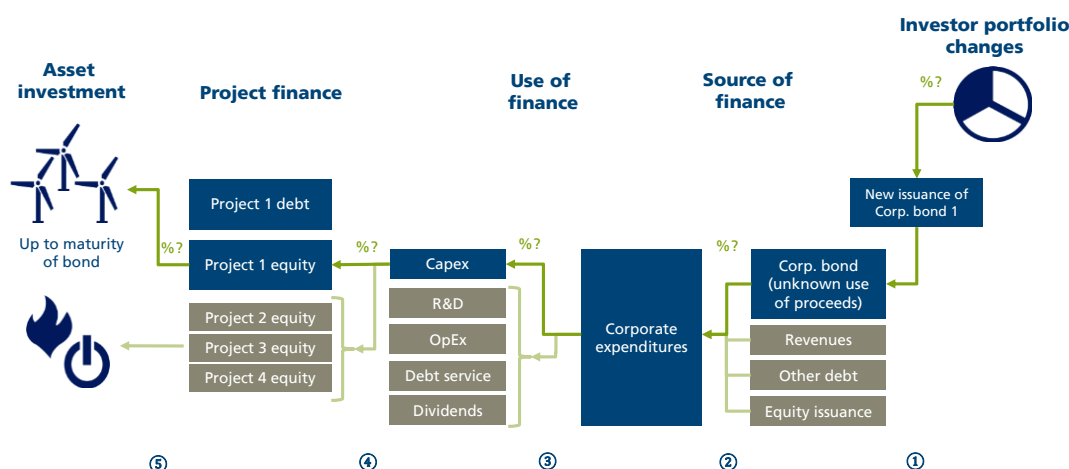 Investor portfolio
changes
Asset
investment
Project finance
Use of
finance
Source of
finance
%?
New issuance of
Corp. bond 1
Project 1 debt
Up to maturity
of bond
%?
Project 1 equity
%?
Capex
%?
%?
Corp. bond
(unknown use
of proceeds)
Project 2 equity
Project 3 equity
Project 4 equity
R&D
OpEx
Debt service
Dividends
Corporate
expenditures
Revenues
Other debt
Equity issuance
⑤
④
③
②
①